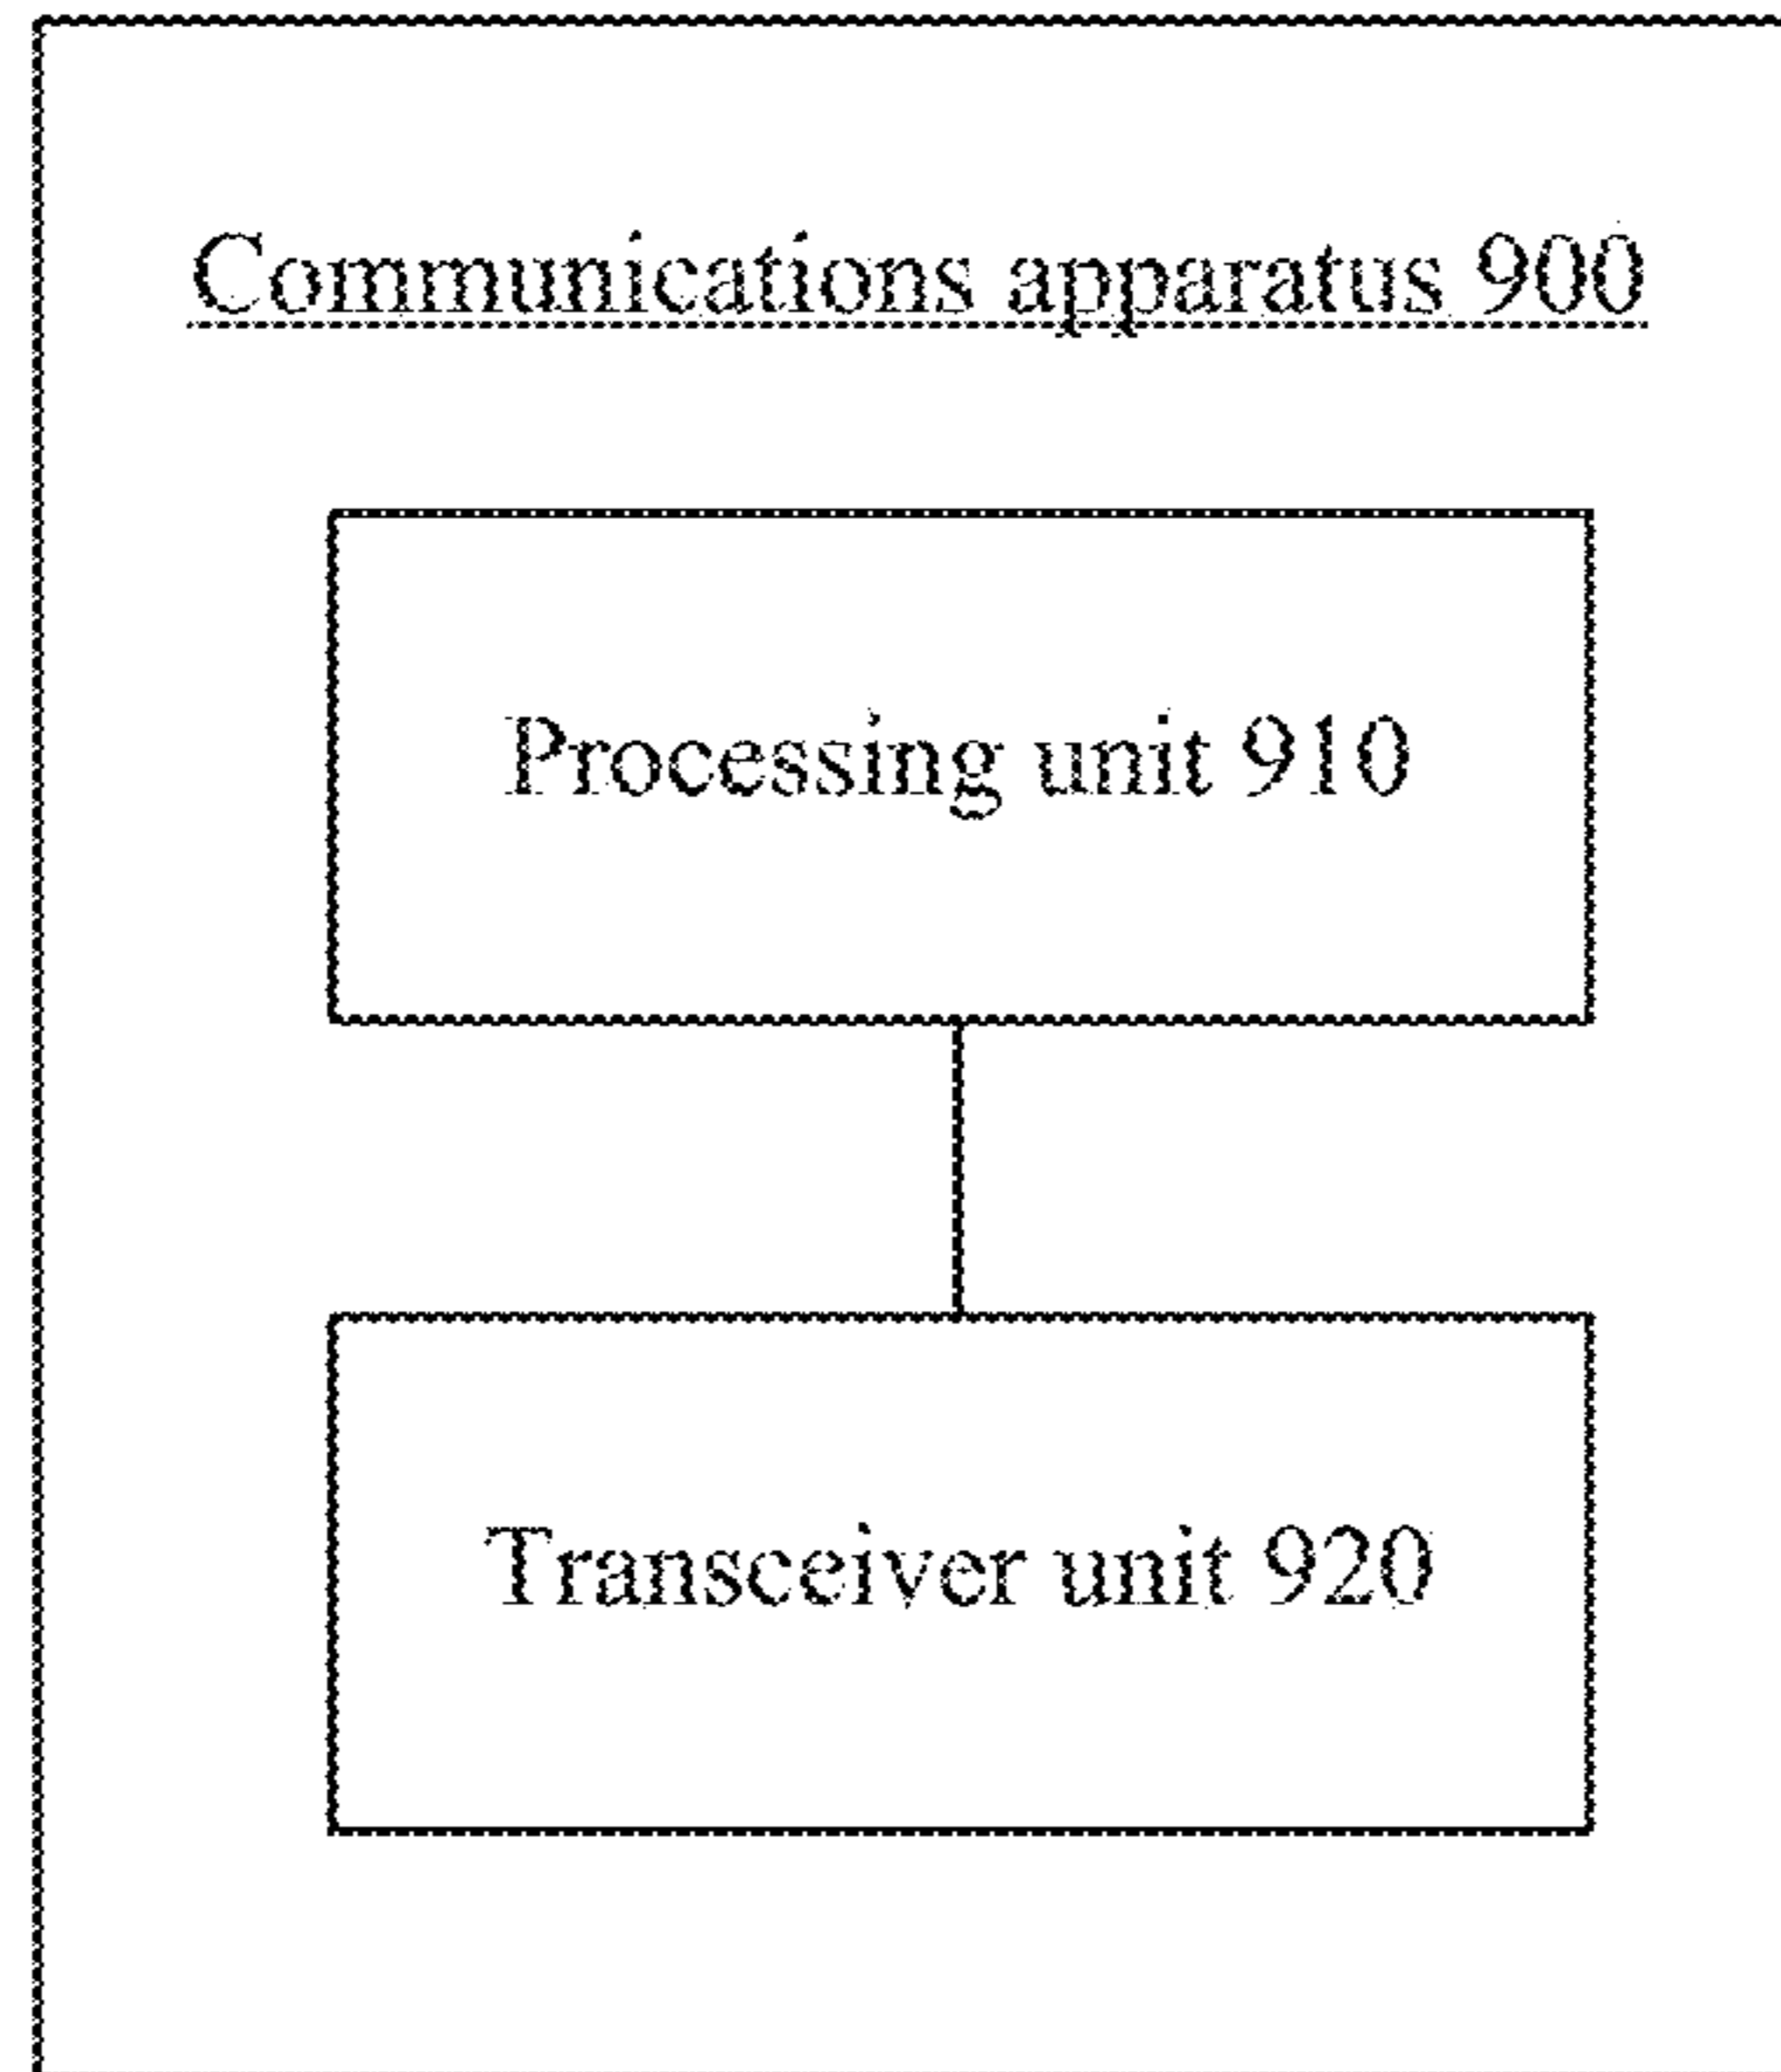 Communications apparatus 900
Processing unit 910
Transceiver unit 920